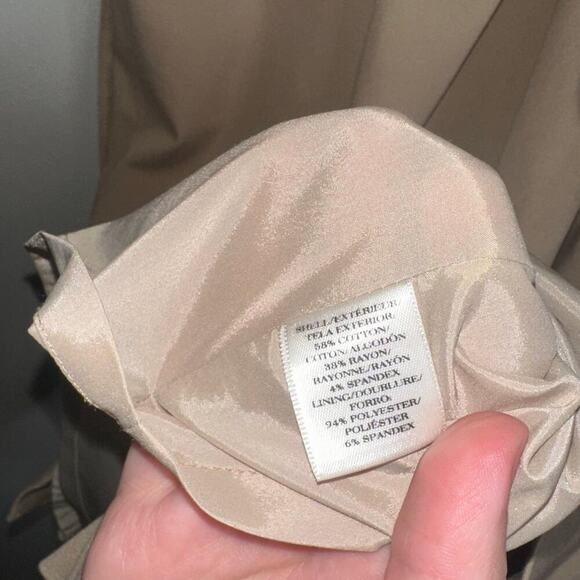 SHELL/EXTÉRIEUR/
TELA EXTERIOR
58% COTTON/
COTON/ALGODÓN
38% RAYON/
RAYONNE/RAYÓN
4% SPANDEX
LINING/DOUBLURE/
FORRO:
94% POLYESTER/
POLIÉSTER
6% SPANDEX